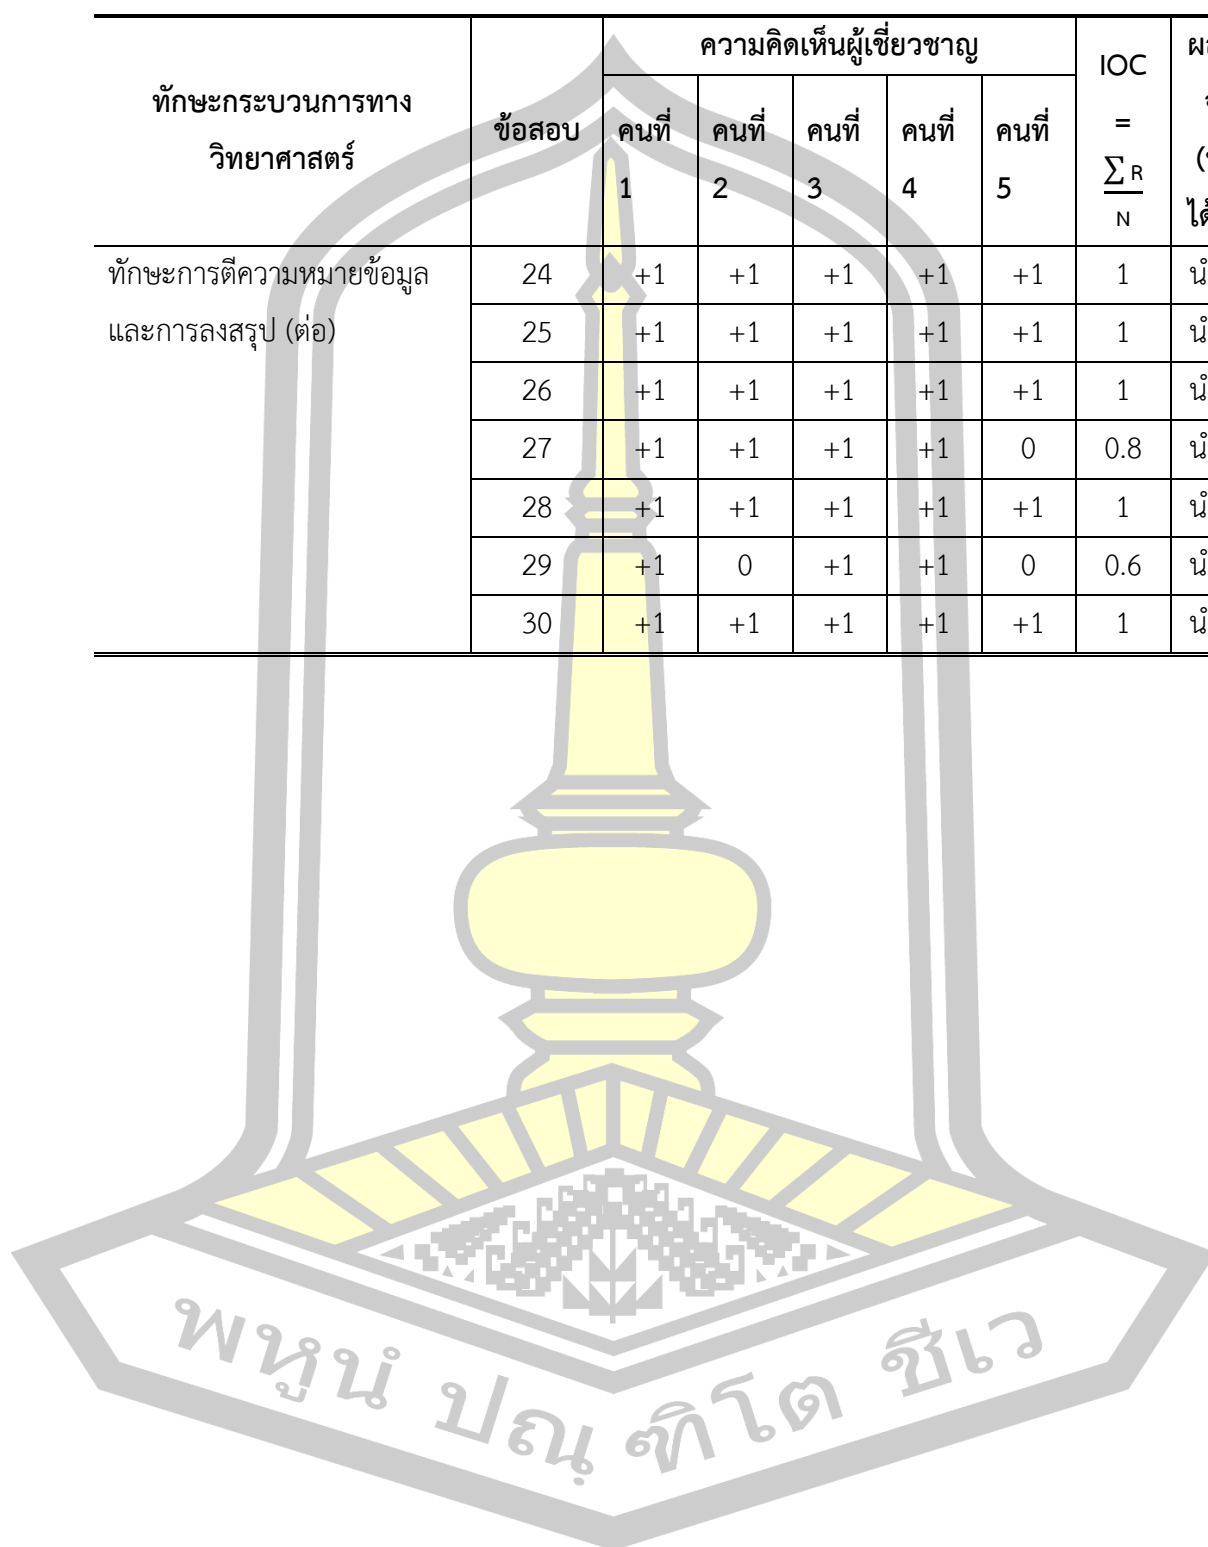 ทักษะกระบวนการทาง
วิทยาศาสตร์
ข้อสอบ
ความคิดเห็นผู้เชี่ยวชาญ
คนที่ 1
คนที่ 2
คนที่ 3
คนที่ 4
คนที่ 5
IOC
=
∑ R
N
ทักษะการตีความหมายข้อมูล
และการลงสรุป (ต่อ)
24 +1 +1 +1 +1 +1 1
25 +1 +1 +1 +1 +1 1
26 +1 +1 +1 +1 +1 1
27 +1 +1 +1 +1 0 0.8
28 +1 +1 +1 +1 +1 1
29 +1 0 +1 +1 0 0.6
30 +1 +1 +1 +1 +1 1
พหูนํ ปณฺฑิโต ชีเว